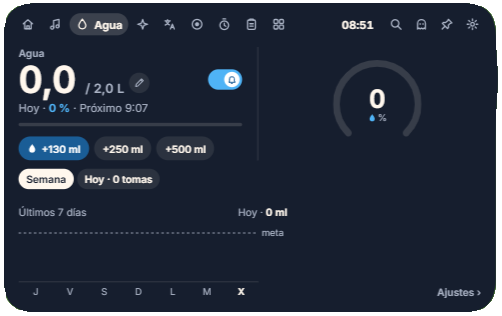 Agua 08:51
Agua
0,0 / 2,0 L
Hoy · 0 % · Próximo 9:07
+130 ml +250 ml +500 ml
Semana Hoy · 0 tomas
0
%
Últimos 7 días Hoy · 0 ml
meta
J V S D L M X
Ajustes ›